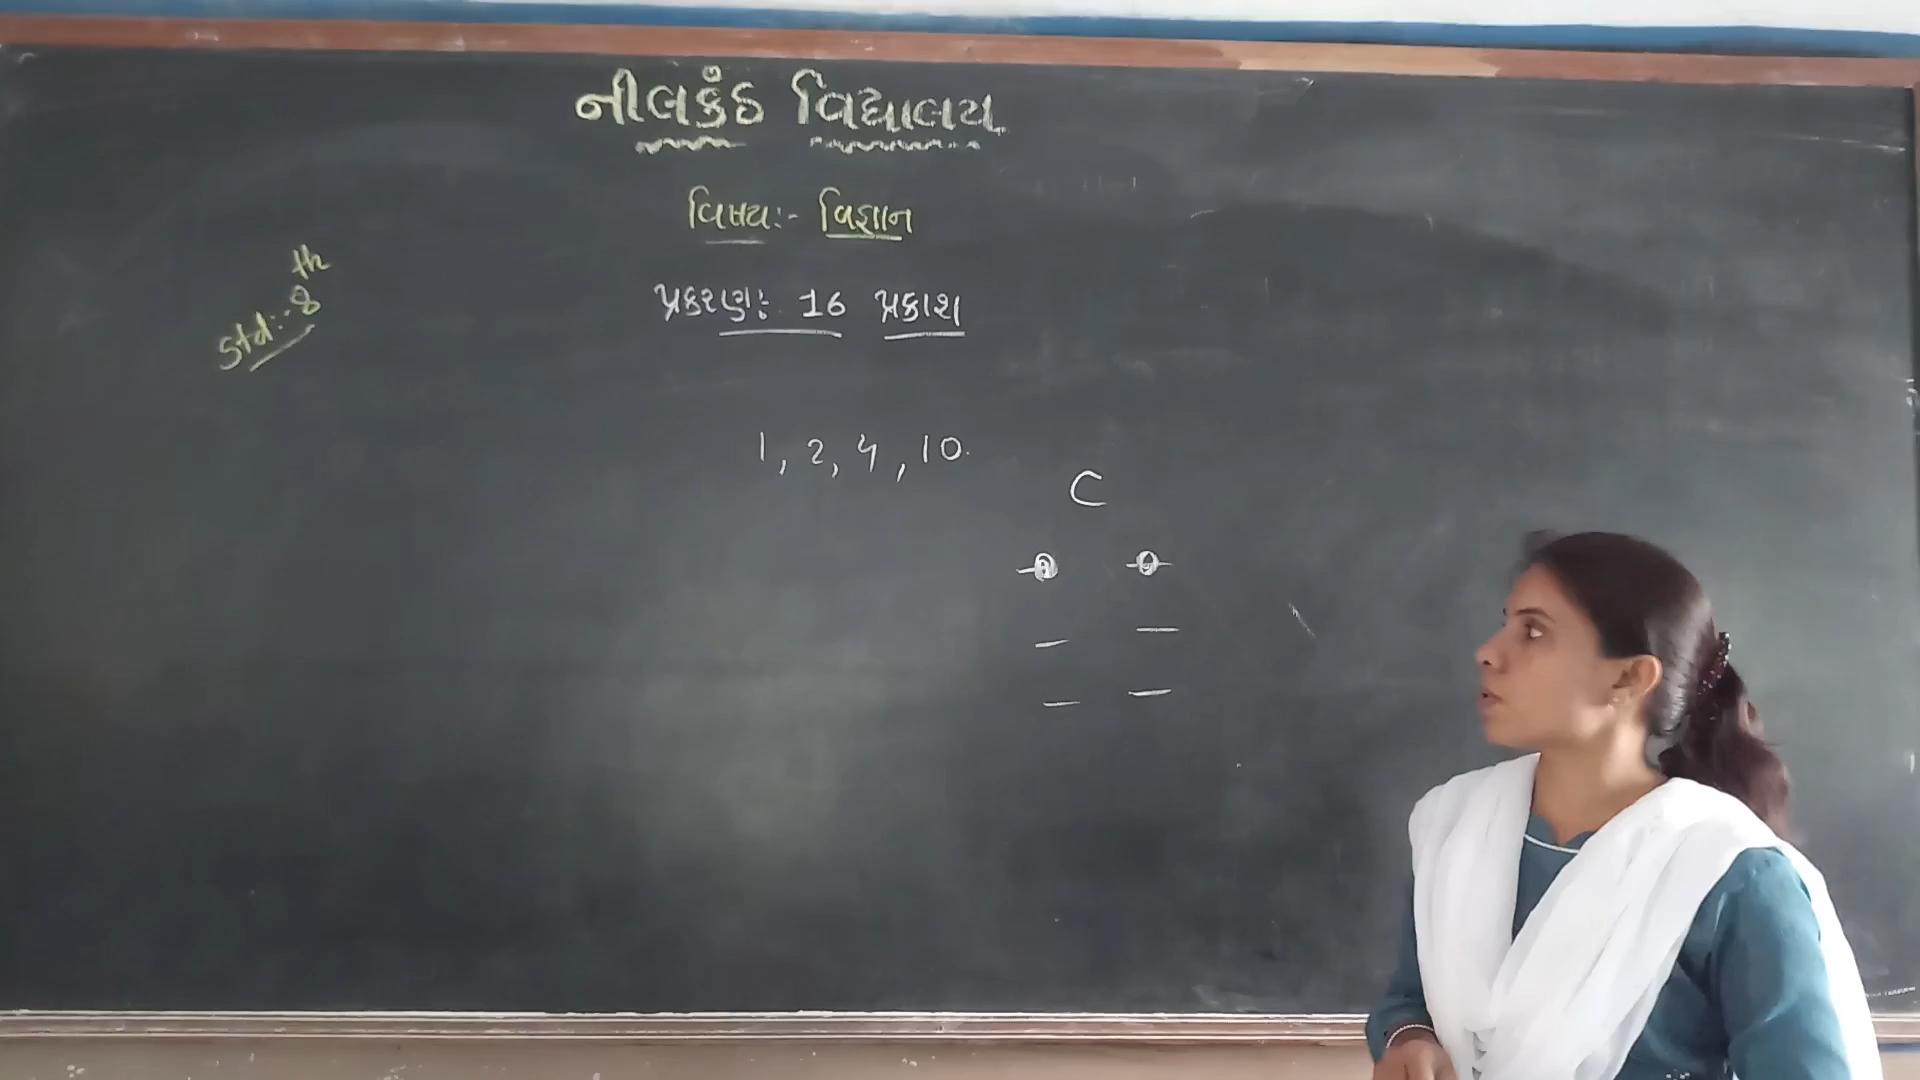 નીલકંઠ વિદ્યાલય
વિષય:- વિજ્ઞાન
Std:- 8th
પ્રકરણ: 16 પ્રકાશ
1, 2, 4, 10.
C